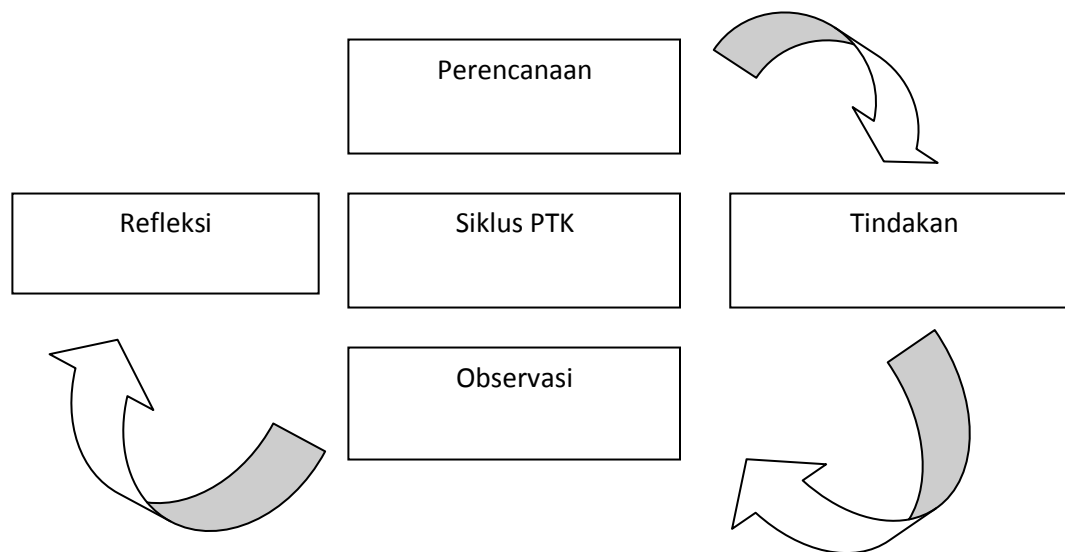 Perencanaan
Refleksi
Siklus PTK
Tindakan
Observasi